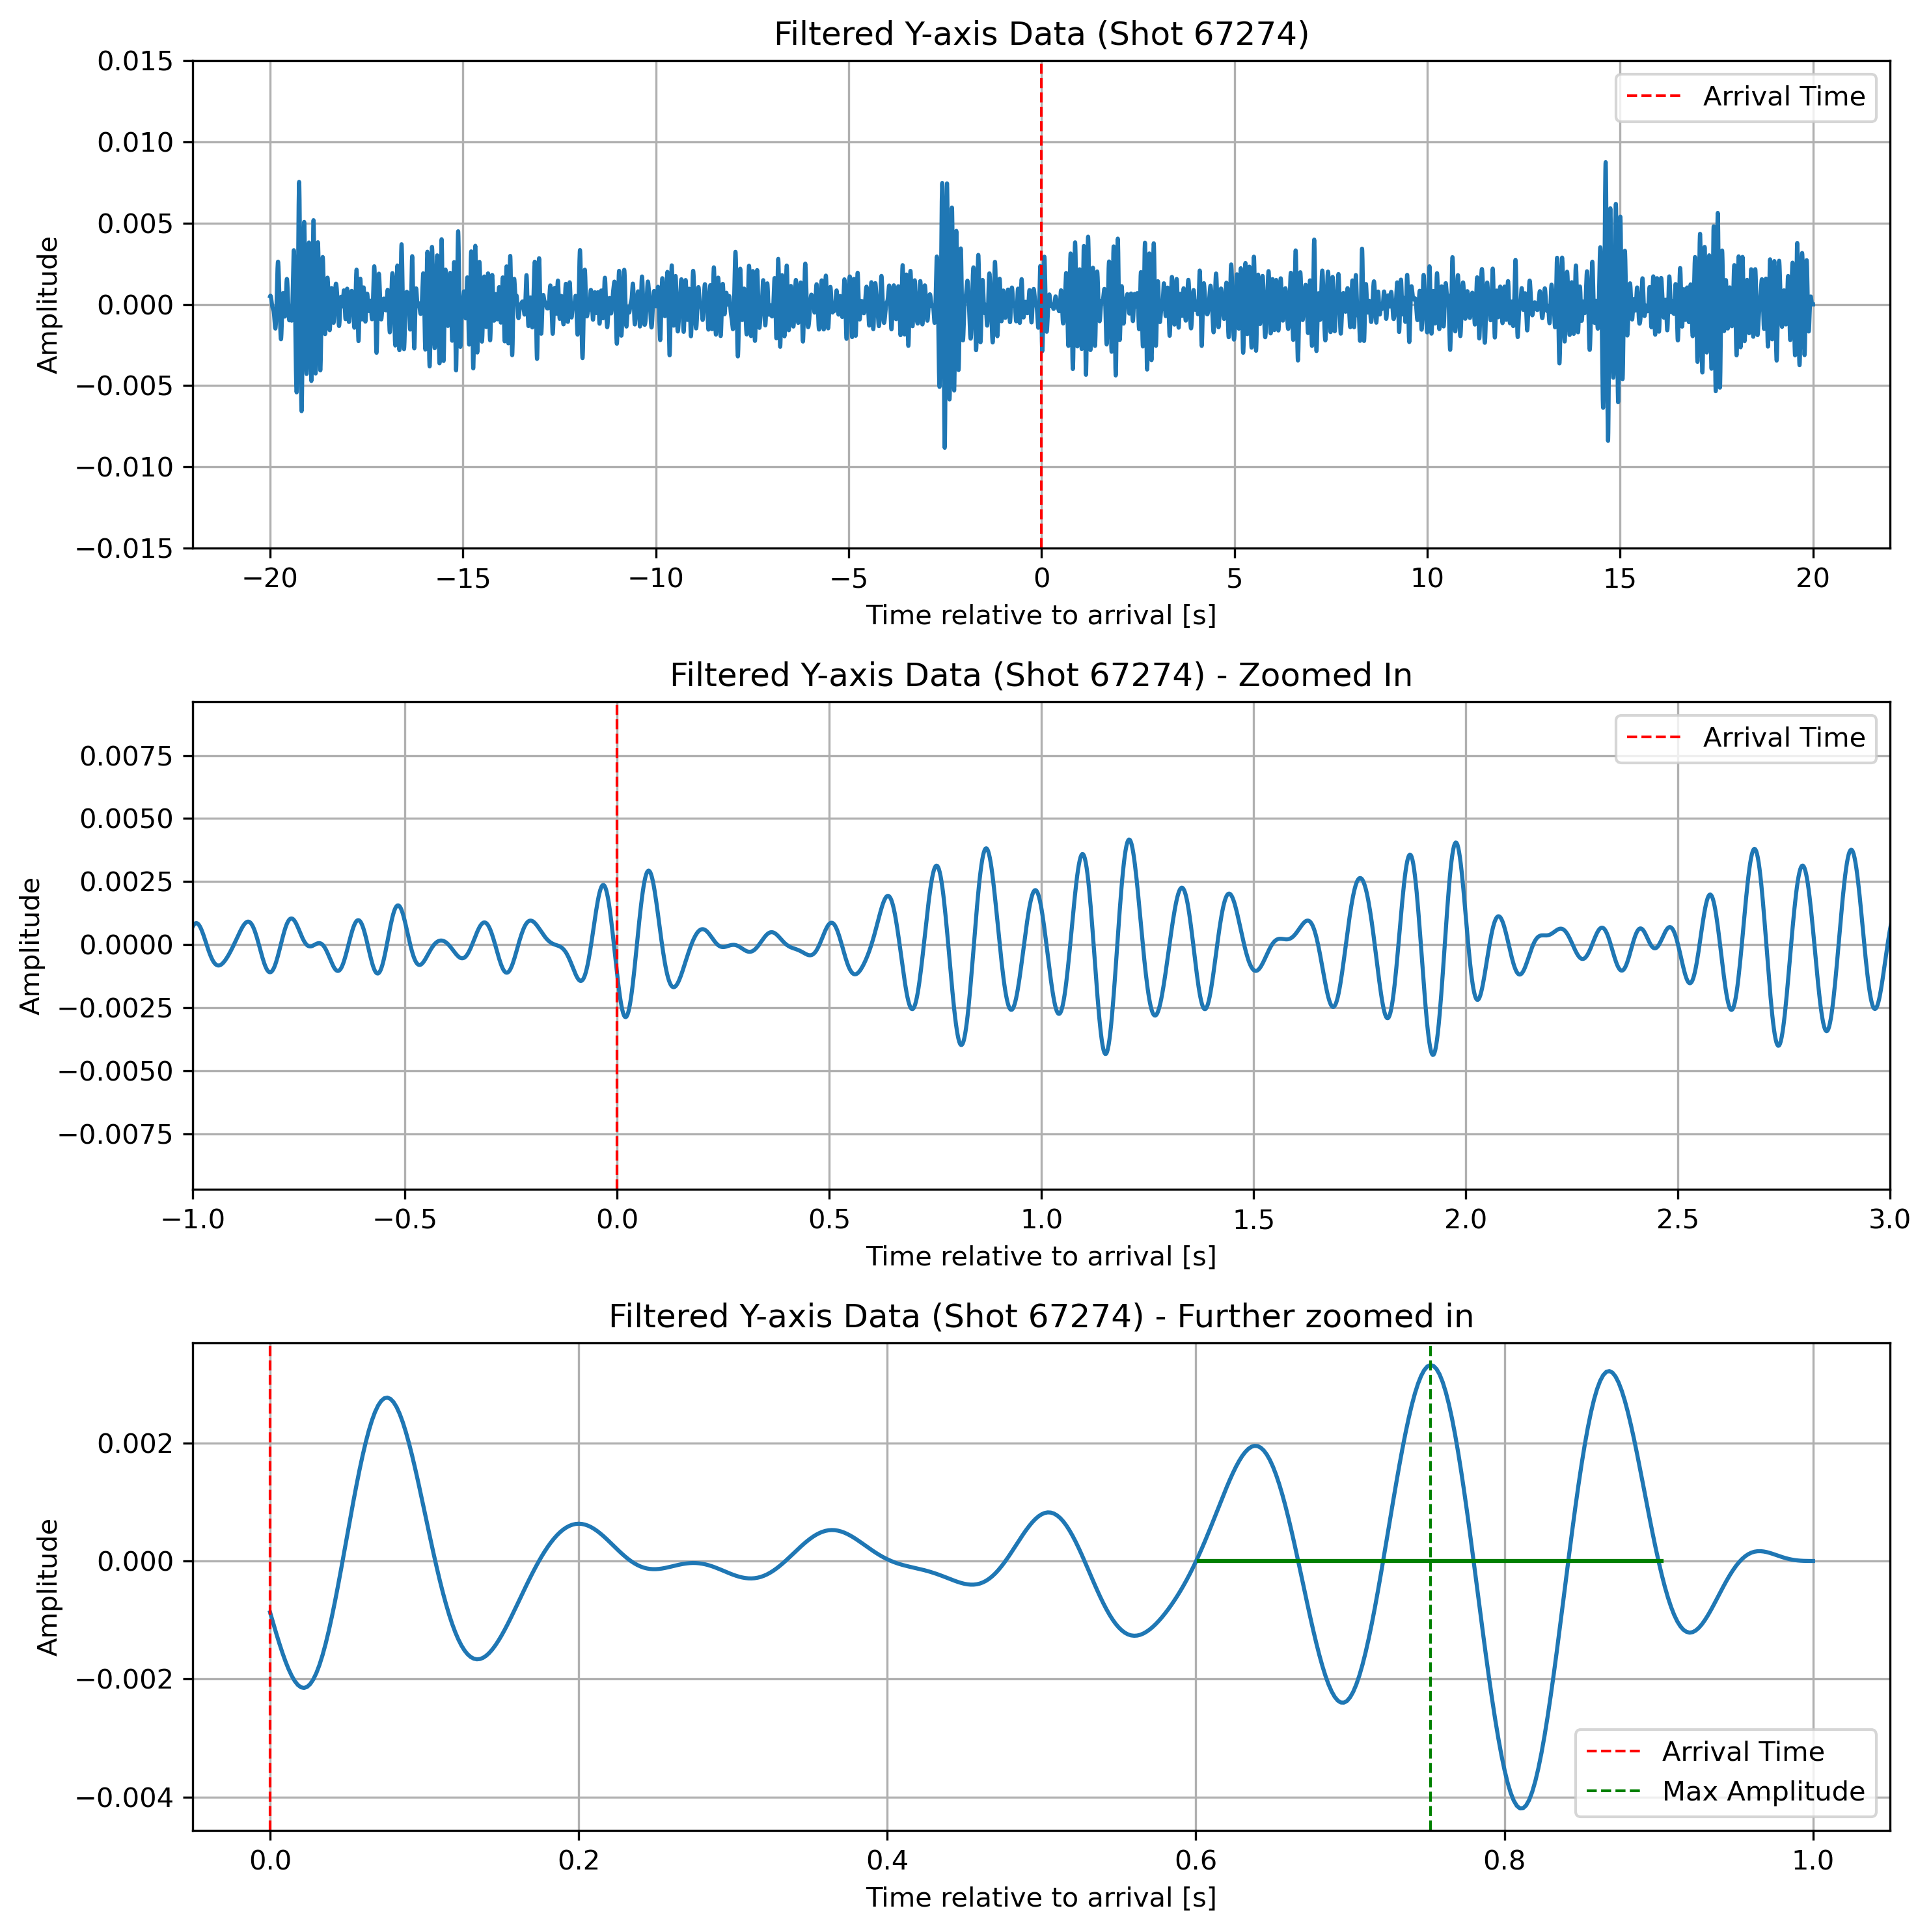 Filtered Y-axis Data (Shot 67274)
0.015
0.010
0.005
0.000
−0.005
−0.010
−0.015
Amplitude
Arrival Time
−20 −15 −10 −5 0 5 10 15 20
Time relative to arrival [s]
Filtered Y-axis Data (Shot 67274) - Zoomed In
0.0075
0.0050
0.0025
0.0000
−0.0025
−0.0050
−0.0075
Amplitude
Arrival Time
−1.0 −0.5 0.0 0.5 1.0 1.5 2.0 2.5 3.0
Time relative to arrival [s]
Filtered Y-axis Data (Shot 67274) - Further zoomed in
0.002
0.000
−0.002
−0.004
Amplitude
Arrival Time
Max Amplitude
0.0 0.2 0.4 0.6 0.8 1.0
Time relative to arrival [s]